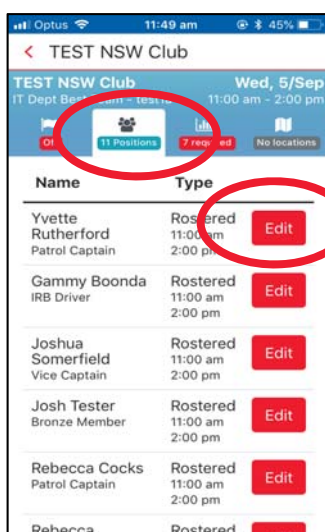 Optus 11:49 am 45%
< TEST NSW Club
TEST NSW Club Wed, 5/Sep
IT Dept 11:00 am - 2:00 pm
11 Positions 7 required No locations
Name Type
Yvette Rostered
Rutherford 11:00 am
Patrol Captain 2:00 pm
Edit
Gammy Boonda Rostered
IRB Driver 11:00 am
2:00 pm
Edit
Joshua Rostered
Somerfield 11:00 am
Vice Captain 2:00 pm
Edit
Josh Tester Rostered
Bronze Member 11:00 am
2:00 pm
Edit
Rebecca Cocks Rostered
Patrol Captain 11:00 am
2:00 pm
Edit
Rebecca Rostered